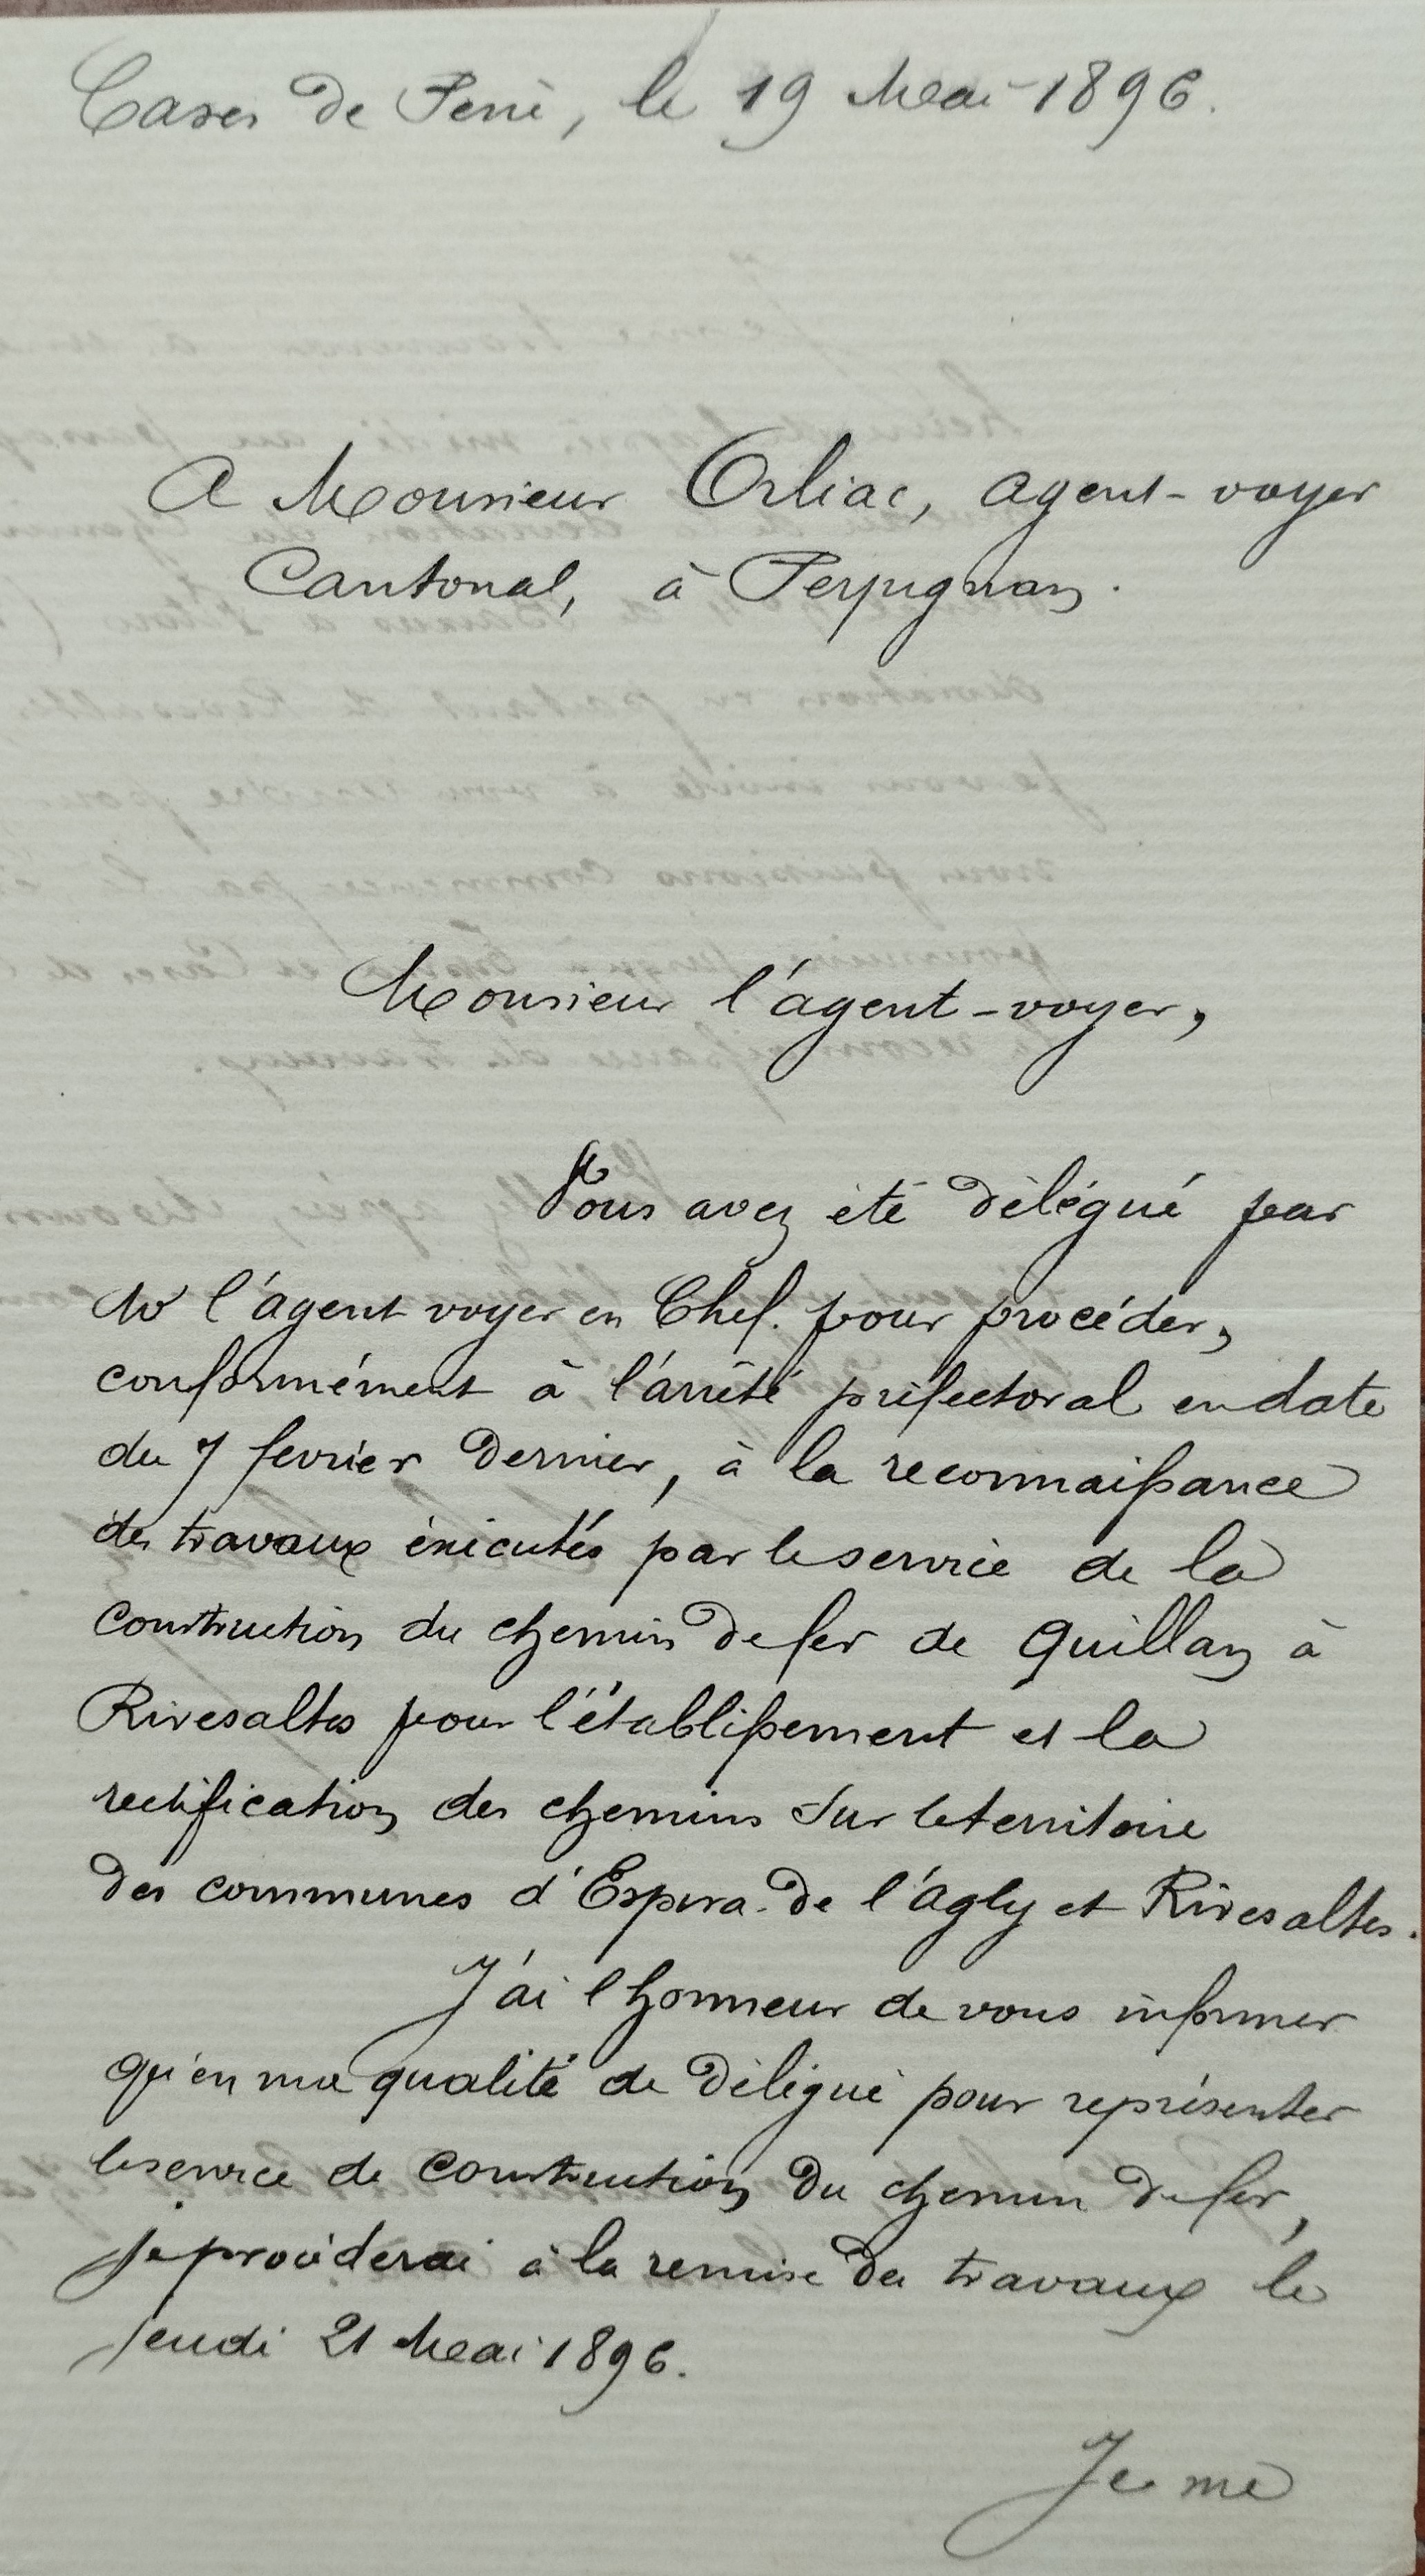 Cases de Pené, le 19 Mai 1896.
A Monsieur Orliac, agent-voyer
Cantonal, à Perpignan.
Monsieur l'agent-voyer,
Vous avez été délégué par
Mr l'agent voyer en Chef. pour procéder,
conformément à l'arrêté préfectoral en date
du 7 fevrier dernier, à la reconnaissance
des travaux éxécutés par le service de la
construction du chemin de fer de Quillan à
Rivesaltes pour l'établissement et la
rectification des chemins sur le territoire
des communes d'Espira-de l'agly et Rivesaltes.
J'ai l'honneur de vous informer
qu'en ma qualité de délégué pour représenter
le service de construction du chemin de fer,
je procéderai à la remise des travaux le
jeudi 21 Mai 1896.
Je me